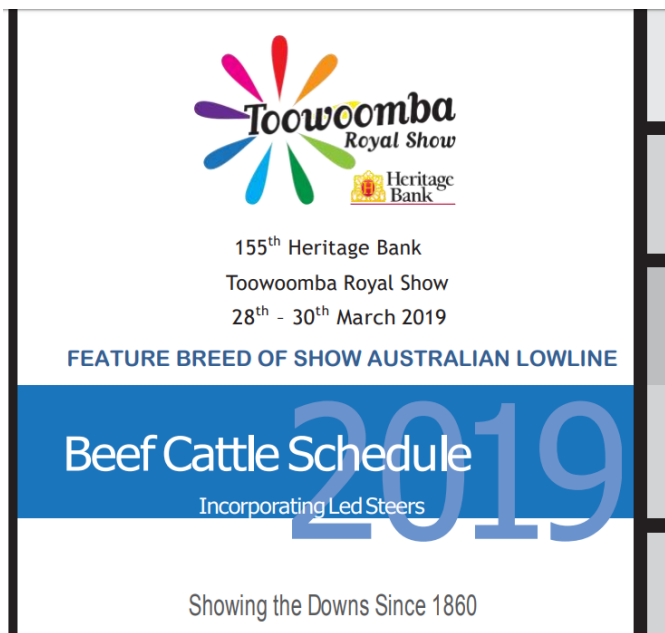 Toowoomba
Royal Show
Heritage
Bank
155th Heritage Bank
Toowoomba Royal Show
28th - 30th March 2019
FEATURE BREED OF SHOW AUSTRALIAN LOWLINE
2019
Beef Cattle Schedule
Incorporating Led Steers
Showing the Downs Since 1860